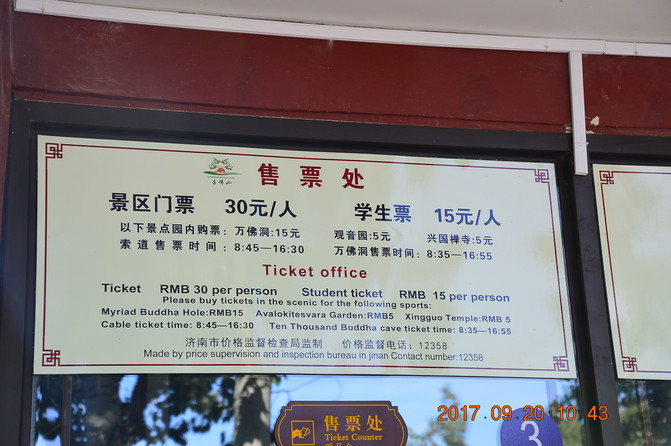 千佛山
售票处
景区门票 30元/人 学生票 15元/人
以下景点园内购票：万佛洞:15元 观音园:5元 兴国禅寺:5元
索道售票时间：8:45—16:30 万佛洞售票时间：8:35—16:55
Ticket office
Ticket RMB 30 per person Student ticket RMB 15 per person
Please buy tickets in the scenic for the following sports:
Myriad Buddha Hole:RMB15 Avalokitesvara Garden:RMB5 Xingguo Temple:RMB 5
Cable ticket time: 8:45—16:30 Ten Thousand Buddha cave ticket time: 8:35—16:55
济南市价格监督检查局监制 价格监督电话：12358
Made by price supervision and inspection bureau in jinan Contact number:12358
售票处
Ticket Counter
3
2017.09.20 10 43